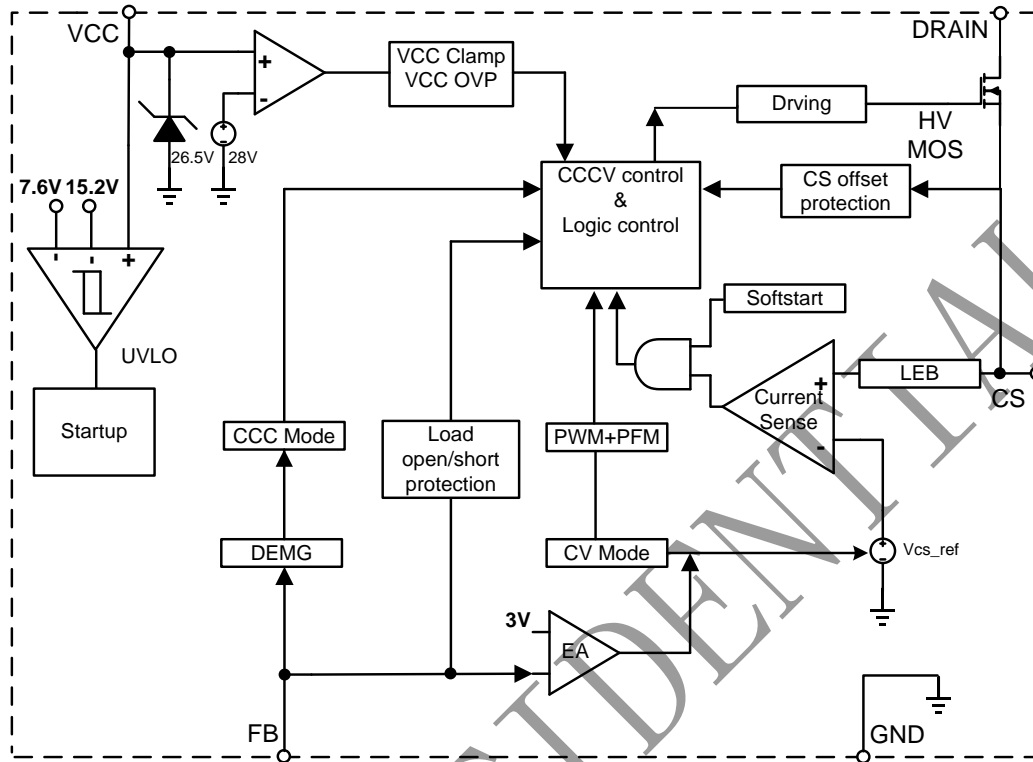 VCC
DRAIN
+
-
VCC Clamp
VCC OVP
Drving
26.5V
28V
HV
MOS
7.6V
15.2V
CCCV control
&
Logic control
CS offset
protection
-
-
+
UVLO
Startup
Softstart
LEB
CS
+
Current
Sense
-
CCC Mode
Load
open/short
protection
PWM+PFM
DEMG
CV Mode
+
-
Vcs_ref
3V
EA
FB
GND